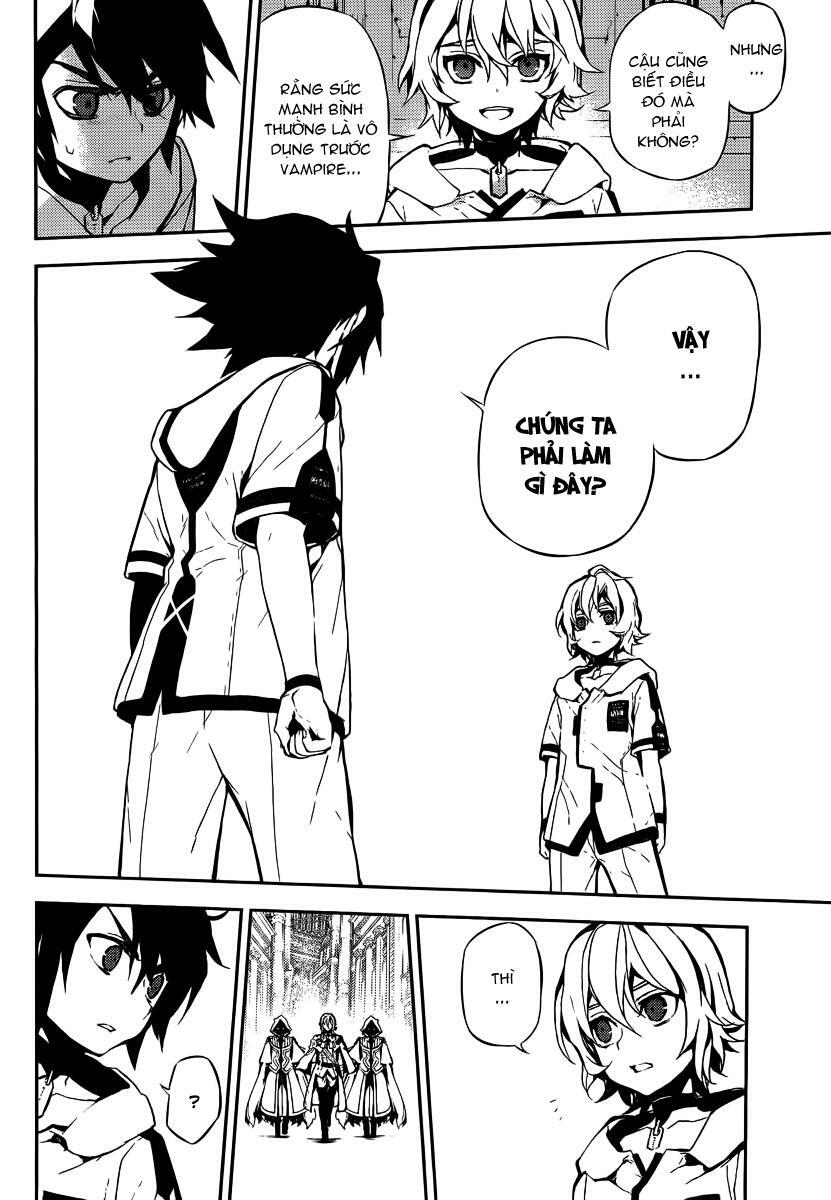 NHƯNG
...
CÂU CŨNG
BIẾT ĐIỀU
ĐÓ MÀ
PHẢI
KHÔNG?
RẰNG SỨC
MẠNH BÌNH
THƯỜNG LÀ VÔ
DỤNG TRƯỚC
VAMPIRE...
VẬY
...
CHÚNG TA
PHẢI LÀM
GÌ ĐÂY?
THÌ
...
?